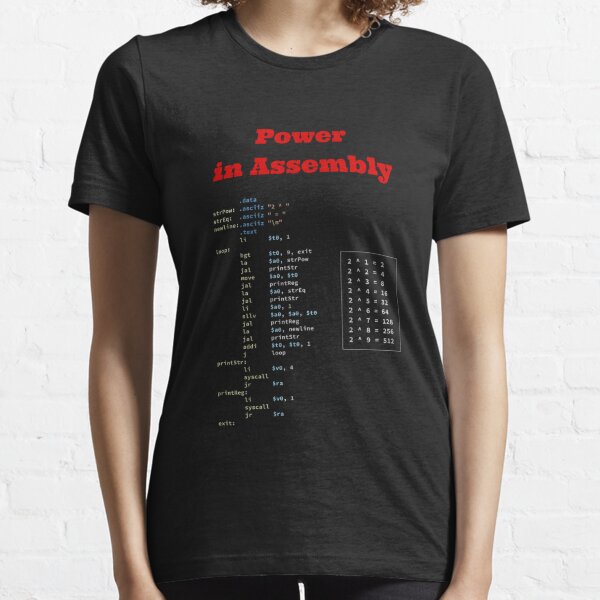 Power
in Assembly
.data
strPow: .asciiz "2 ^ "
strEq: .asciiz " = "
newline:.asciiz "\n"
.text
li $t0, 1
loop:
bgt $t0, 9, exit
la $a0, strPow
jal printStr
move $a0, $t0
jal printReg
la $a0, strEq
jal printStr
li $a0, 1
sllv $a0, $a0, $t0
jal printReg
la $a0, newline
jal printStr
addi $t0, $t0, 1
j loop
printStr:
li $v0, 4
syscall
jr $ra
printReg:
li $v0, 1
syscall
jr $ra
exit:
2 ^ 1 = 2
2 ^ 2 = 4
2 ^ 3 = 8
2 ^ 4 = 16
2 ^ 5 = 32
2 ^ 6 = 64
2 ^ 7 = 128
2 ^ 8 = 256
2 ^ 9 = 512